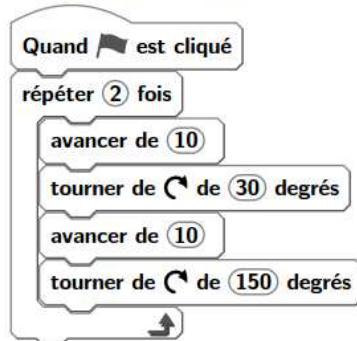 Quand est cliqué
répéter 2 fois
avancer de 10
tourner de de 30 degrés
avancer de 10
tourner de de 150 degrés